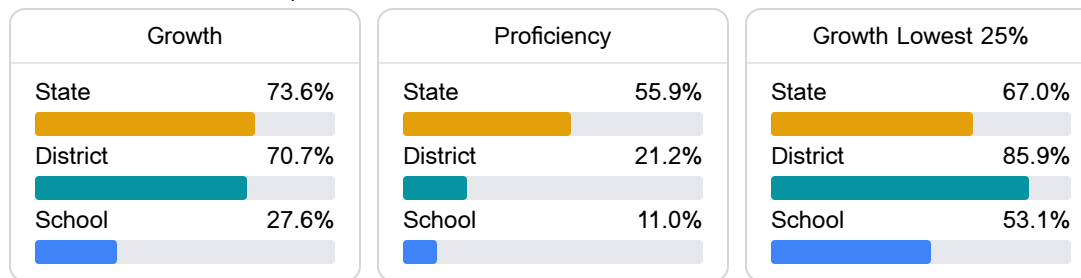 Growth
State 73.6%
District 70.7%
School 27.6%
Proficiency
State 55.9%
District 21.2%
School 11.0%
Growth Lowest 25%
State 67.0%
District 85.9%
School 53.1%